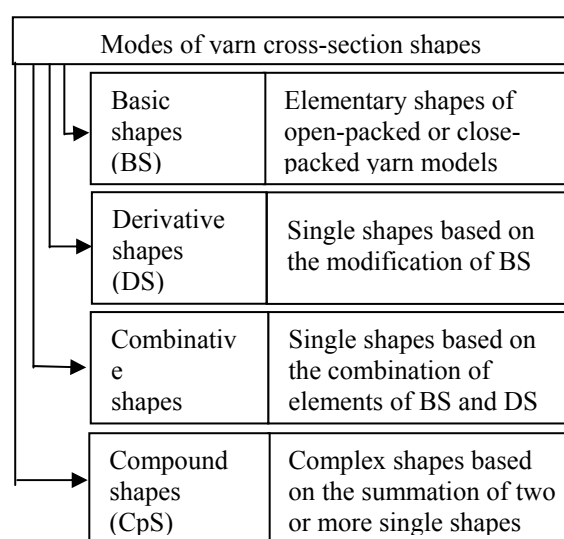 Modes of yarn cross-section shapes
Basic
shapes
(BS)
Elementary shapes of
open-packed or close-
packed yarn models
Derivative
shapes
(DS)
Single shapes based on
the modification of BS
Combinativ
e
shapes
Single shapes based on
the combination of
elements of BS and DS
Compound
shapes
(CpS)
Complex shapes based
on the summation of two
or more single shapes